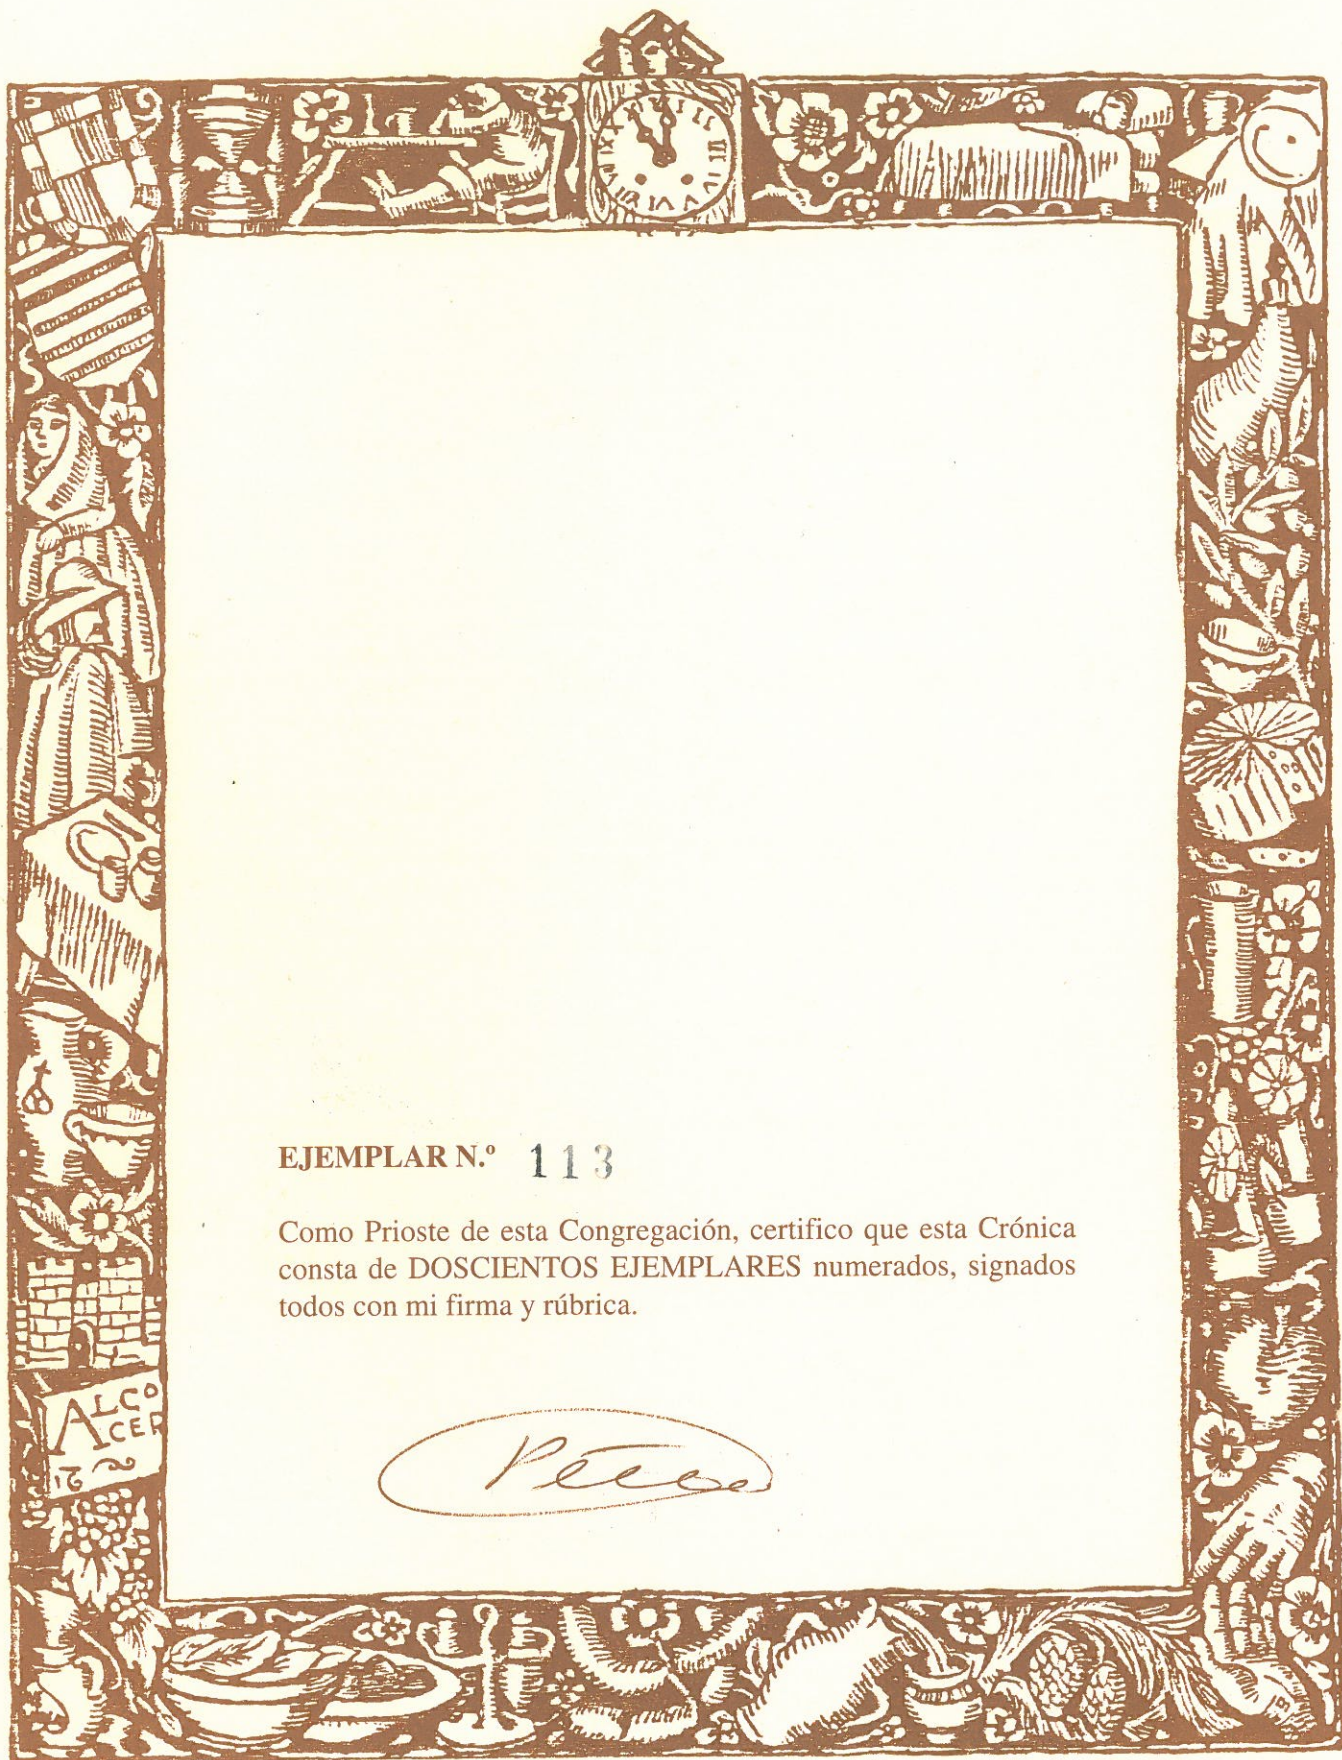 EJEMPLAR N.º 113
Como Prioste de esta Congregación, certifico que esta Crónica
consta de DOSCIENTOS EJEMPLARES numerados, signados
todos con mi firma y rúbrica.
ALCO
CER